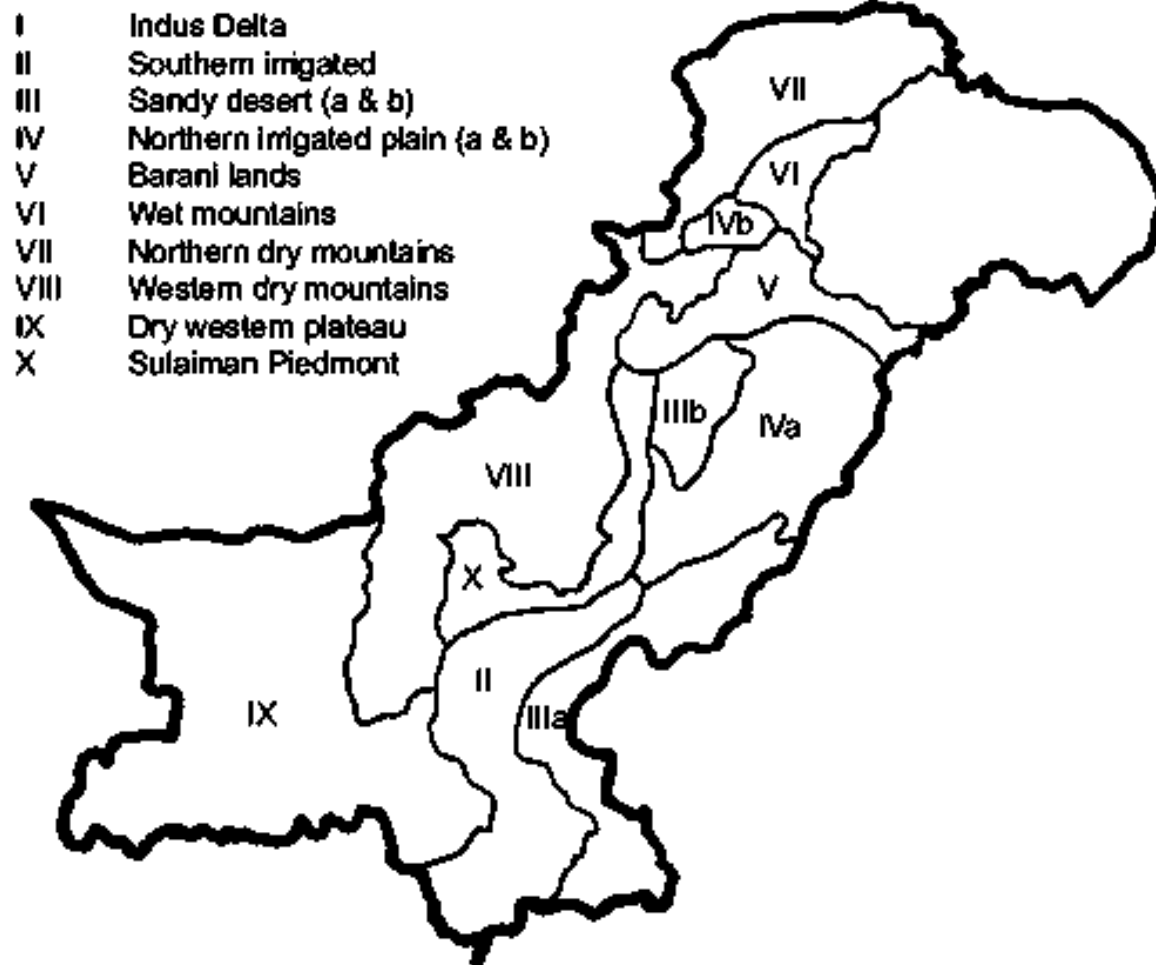 I Indus Delta
II Southern irrigated
III Sandy desert (a & b)
IV Northern irrigated plain (a & b)
V Barani lands
VI Wet mountains
VII Northern dry mountains
VIII Western dry mountains
IX Dry western plateau
X Sulaiman Piedmont
VII
VI
IVb
V
IIIb
IVa
VIII
X
II
IX
IIIa